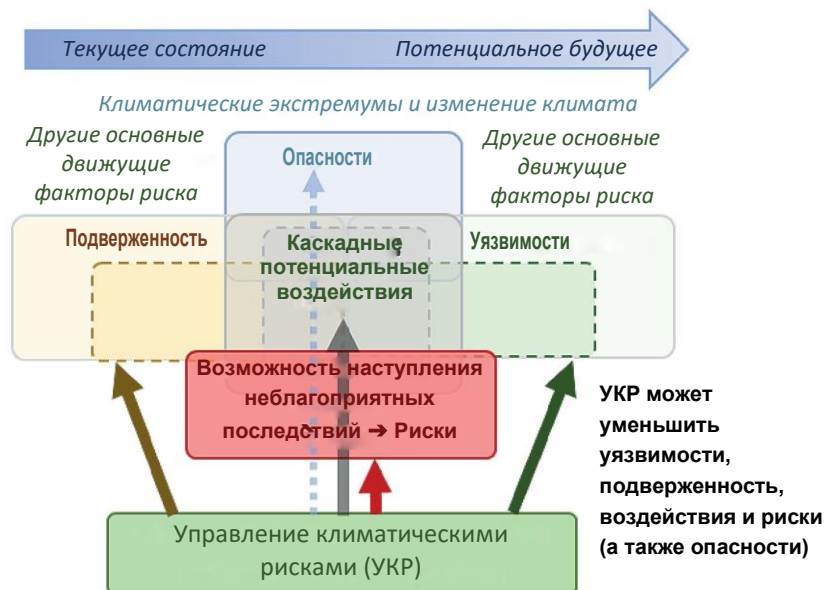 Текущее состояние Потенциальное будущее
Климатические экстремумы и изменение климата
Другие основные
движущие
факторы риска
Опасности
Другие основные
движущие
факторы риска
Подверженность
Каскадные
потенциальные
воздействия
Уязвимости
Возможность наступления
неблагоприятных
последствий ➔ Риски
УКР может
уменьшить
уязвимости,
подверженность,
воздействия и риски
(а также опасности)
Управление климатическими
рисками (УКР)